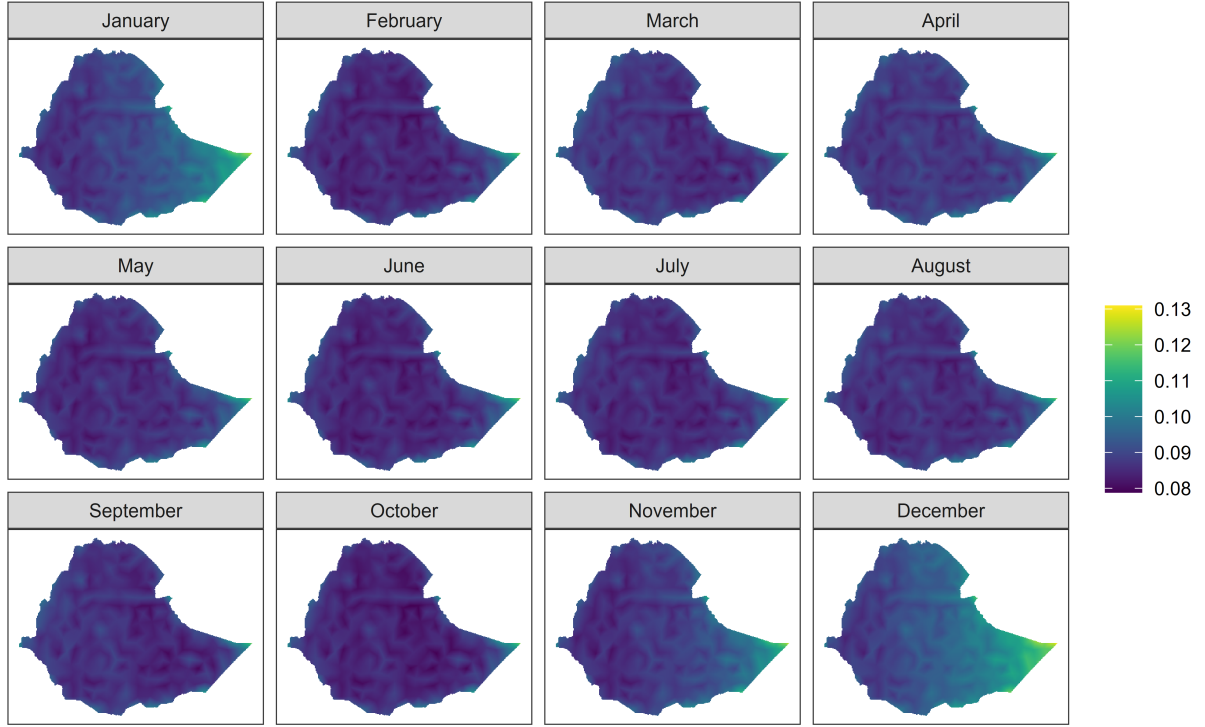 January
February
March
April
May
June
July
August
0.13
0.12
0.11
0.10
0.09
0.08
September
October
November
December